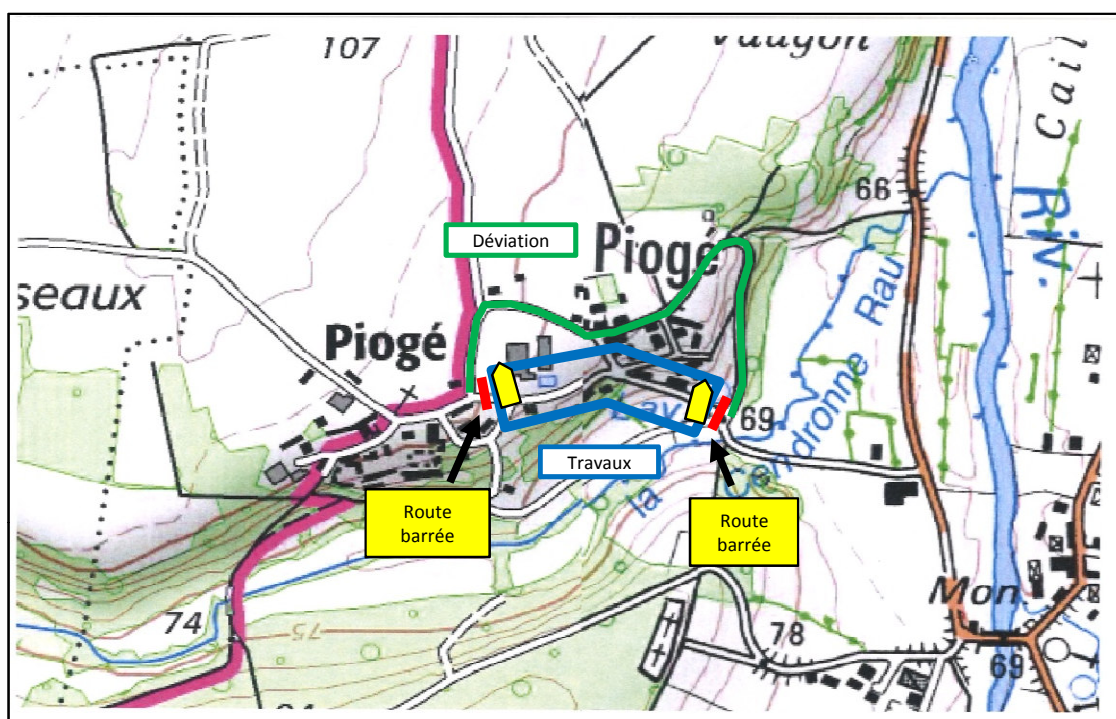 107
Vaugon
Cail
66
Riv.
Déviation
Piogé
seaux
Piogé
69
Rau
Travaux
Cendronne
la
Route
barrée
Route
barrée
Mon
74
75
78
69